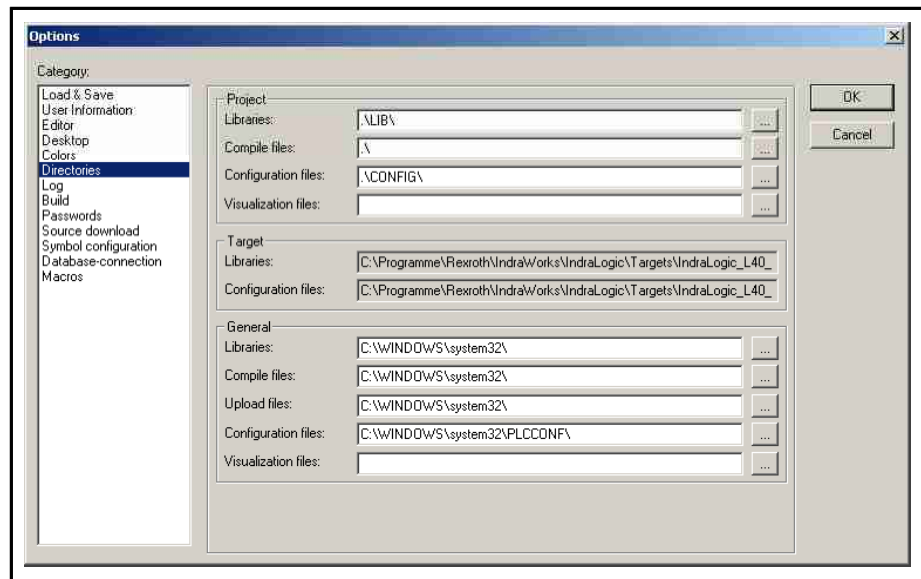 Options
Category:
Load & Save
User Information
Editor
Desktop
Colors
Directories
Log
Build
Passwords
Source download
Symbol configuration
Database-connection
Macros
Project
Libraries: .\LIB\ ...
Compile files: .\ ...
Configuration files: .\CONFIG\ ...
Visualization files: ...
Target
Libraries: C:\Programme\Rexroth\IndraWorks\IndraLogic\Targets\IndraLogic_L40_
Configuration files: C:\Programme\Rexroth\IndraWorks\IndraLogic\Targets\IndraLogic_L40_
General
Libraries: C:\WINDOWS\system32\ ...
Compile files: C:\WINDOWS\system32\ ...
Upload files: C:\WINDOWS\system32\ ...
Configuration files: C:\WINDOWS\system32\PLCCONF\ ...
Visualization files: ...
OK
Cancel